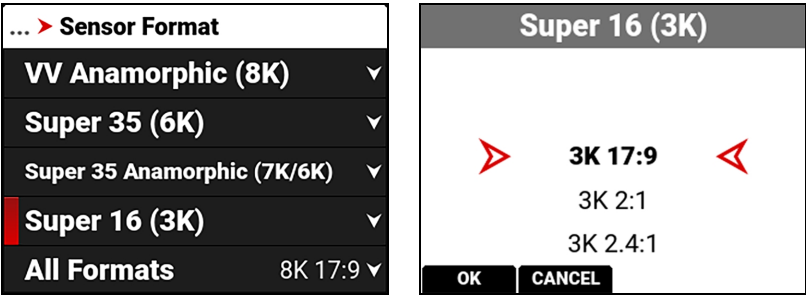 ... Sensor Format
VV Anamorphic (8K)
Super 35 (6K)
Super 35 Anamorphic (7K/6K)
Super 16 (3K)
All Formats 8K 17:9
Super 16 (3K)
3K 17:9
3K 2:1
3K 2.4:1
OK CANCEL